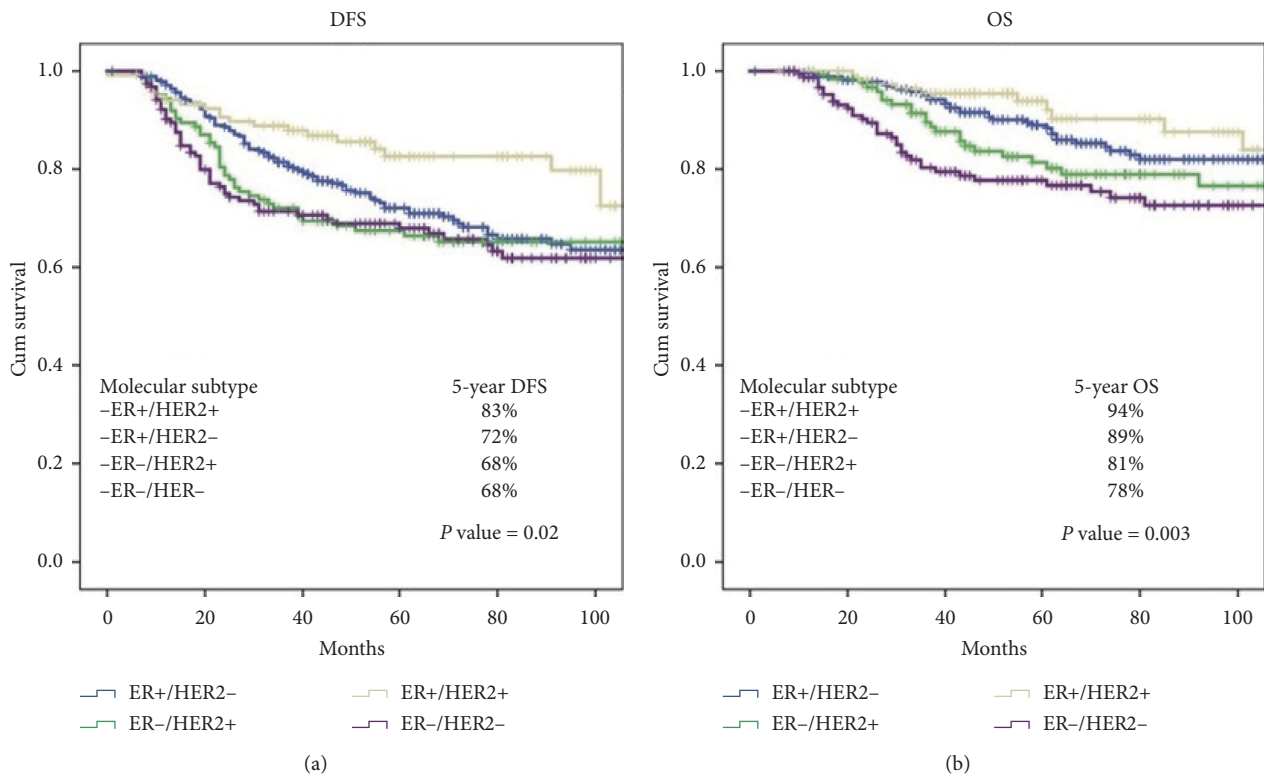 DFS
Cum survival
1.0
0.8
0.6
0.4
0.2
0.0
Molecular subtype 5-year DFS
–ER+/HER2+ 83%
–ER+/HER2– 72%
–ER–/HER2+ 68%
–ER–/HER– 68%
P value = 0.02
0 20 40 60 80 100
Months
ER+/HER2– ER+/HER2+
ER–/HER2+ ER–/HER2–
(a)
OS
Cum survival
1.0
0.8
0.6
0.4
0.2
0.0
Molecular subtype 5-year OS
–ER+/HER2+ 94%
–ER+/HER2– 89%
–ER–/HER2+ 81%
–ER–/HER– 78%
P value = 0.003
0 20 40 60 80 100
Months
ER+/HER2– ER+/HER2+
ER–/HER2+ ER–/HER2–
(b)